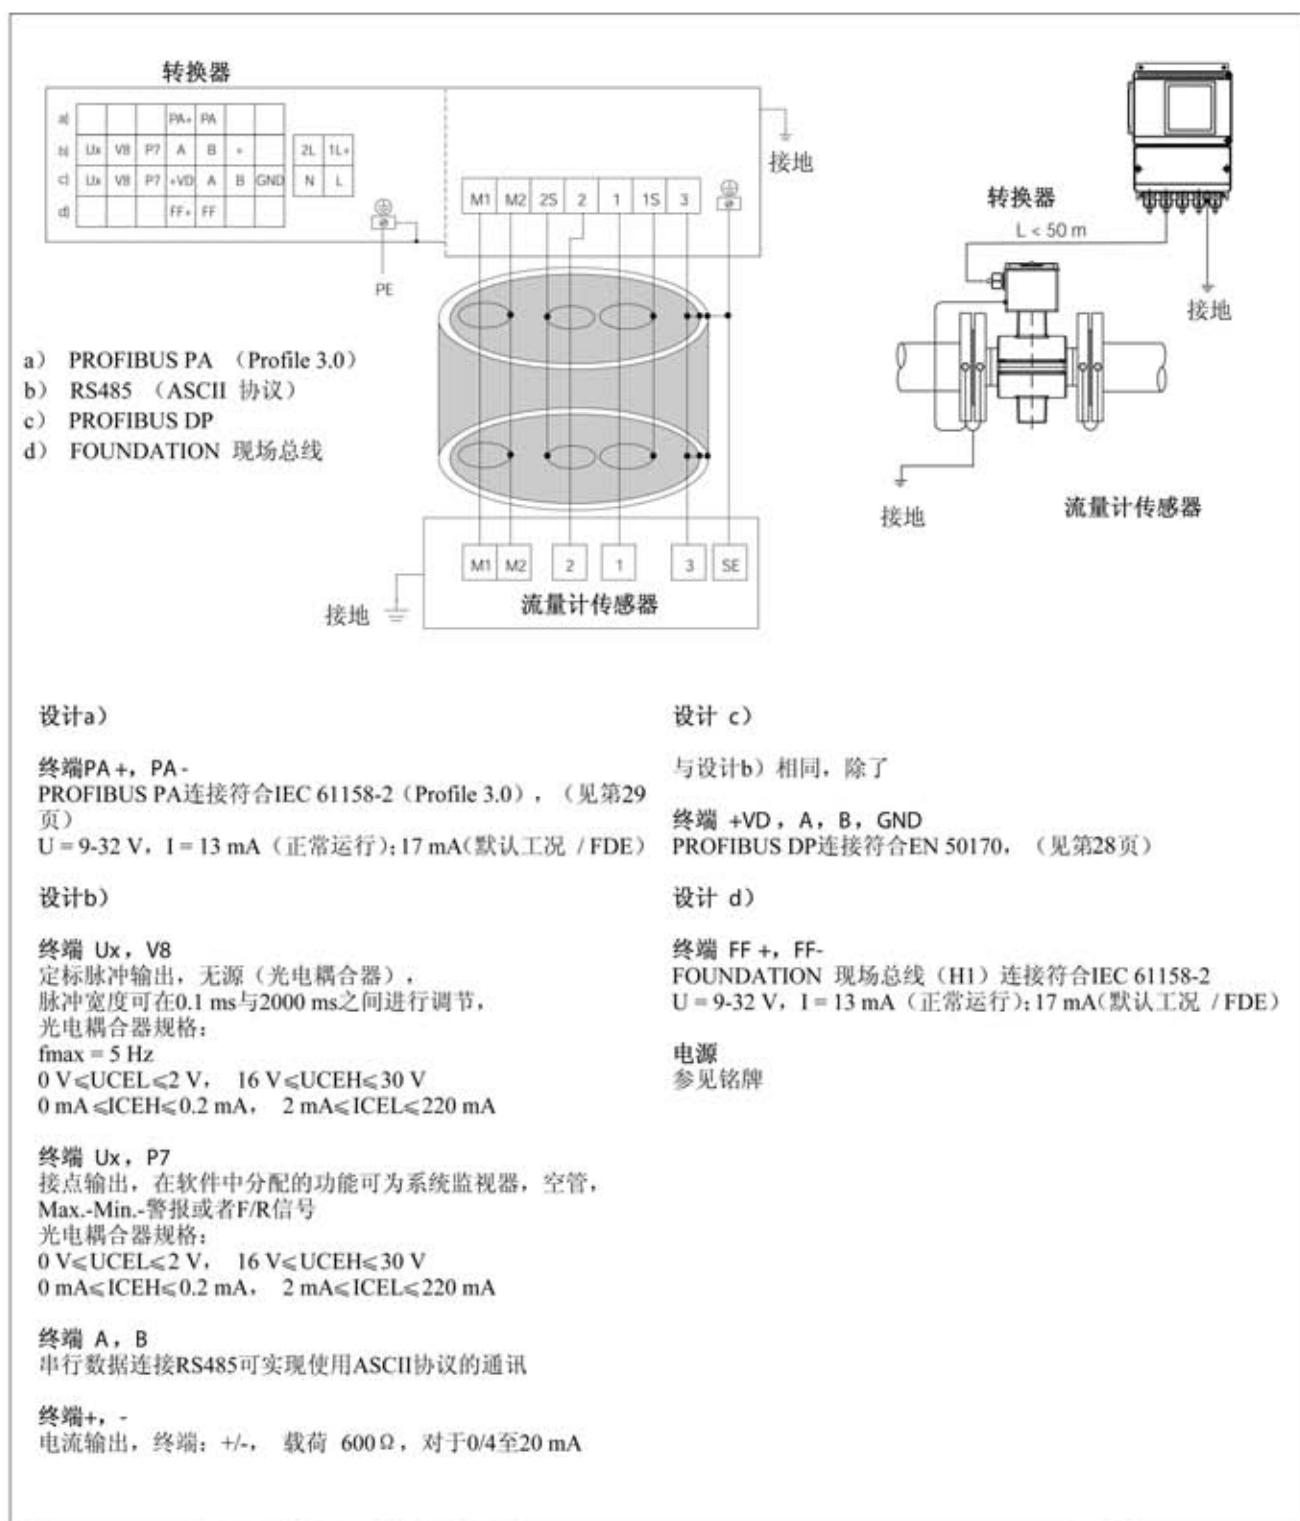 转换器
a) PA+ PA
b) Ux V8 P7 A B + 2L 1L+
c) Ux V8 P7 +VD A B GND N L
d) FF+ FF
PE
M1 M2 2S 2 1 1S 3
接地
转换器
L < 50 m
接地
接地
流量计传感器
a） PROFIBUS PA （Profile 3.0）
b） RS485 （ASCII 协议）
c） PROFIBUS DP
d） FOUNDATION 现场总线
M1 M2 2 1 3 SE
接地
流量计传感器
设计a）
终端PA +，PA -
PROFIBUS PA连接符合IEC 61158-2（Profile 3.0），（见第29
页）
U = 9-32 V，I = 13 mA（正常运行）；17 mA（默认工况 / FDE）
设计b）
终端 Ux，V8
定标脉冲输出，无源（光电耦合器），
脉冲宽度可在0.1 ms与2000 ms之间进行调节，
光电耦合器规格：
fmax = 5 Hz
0 V≤UCEL≤2 V， 16 V≤UCEH≤30 V
0 mA≤ICEH≤0.2 mA， 2 mA≤ICEL≤220 mA
终端 Ux，P7
接点输出，在软件中分配的功能可为系统监视器，空管，
Max.-Min.-警报或者F/R信号
光电耦合器规格：
0 V≤UCEL≤2 V， 16 V≤UCEH≤30 V
0 mA≤ICEH≤0.2 mA， 2 mA≤ICEL≤220 mA
终端 A，B
串行数据连接RS485可实现使用ASCII协议的通讯
终端+，-
电流输出，终端：+/-， 载荷 600Ω，对于0/4至20 mA
设计 c）
与设计b）相同，除了
终端 +VD，A，B，GND
PROFIBUS DP连接符合EN 50170，（见第28页）
设计 d）
终端 FF +，FF-
FOUNDATION 现场总线（H1）连接符合IEC 61158-2
U = 9-32 V，I = 13 mA（正常运行）；17 mA（默认工况 / FDE）
电源
参见铭牌